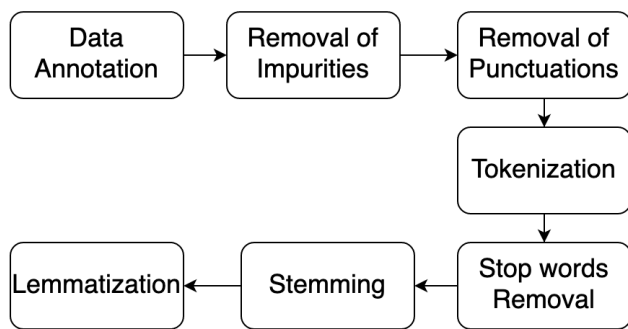 Data
Annotation
Removal of
Impurities
Removal of
Punctuations
Tokenization
Stop words
Removal
Stemming
Lemmatization